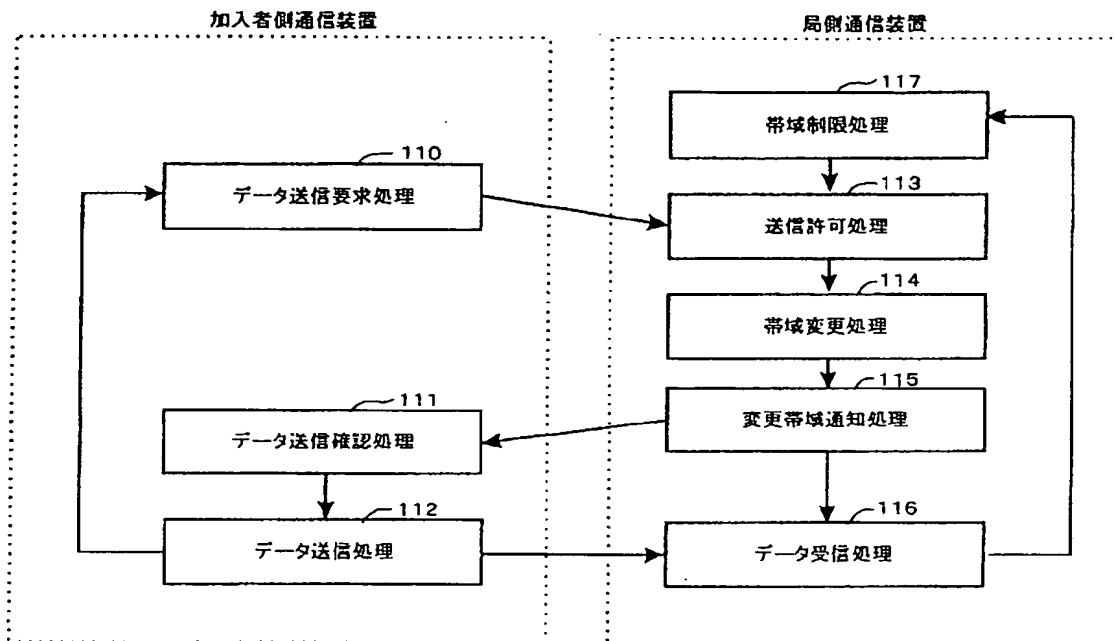 加入者側通信装置
局側通信装置
117
帯域制限処理
110
データ送信要求処理
113
送信許可処理
114
帯域変更処理
111
データ送信確認処理
115
変更帯域通知処理
112
データ送信処理
116
データ受信処理